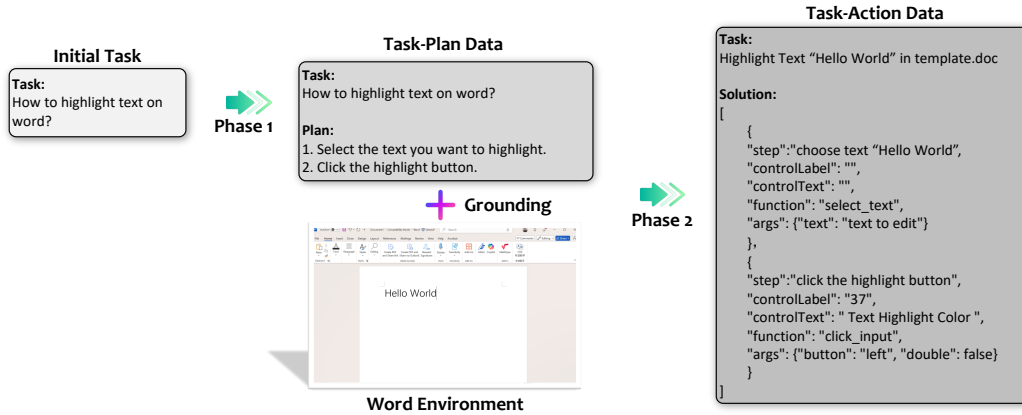 Initial Task
Task:
How to highlight text on
word?
Phase 1
Task-Plan Data
Task:
How to highlight text on word?
Plan:
1. Select the text you want to highlight.
2. Click the highlight button.
Grounding
Hello World
Word Environment
Phase 2
Task-Action Data
Task:
Highlight Text “Hello World” in template.doc
Solution:
[
{
"step":"choose text “Hello World”,
"controlLabel": "",
"controlText": "",
"function": "select_text",
"args": {"text": "text to edit"}
},
{
"step":"click the highlight button",
"controlLabel": "37",
"controlText": " Text Highlight Color ",
"function": "click_input",
"args": {"button": "left", "double": false}
}
]